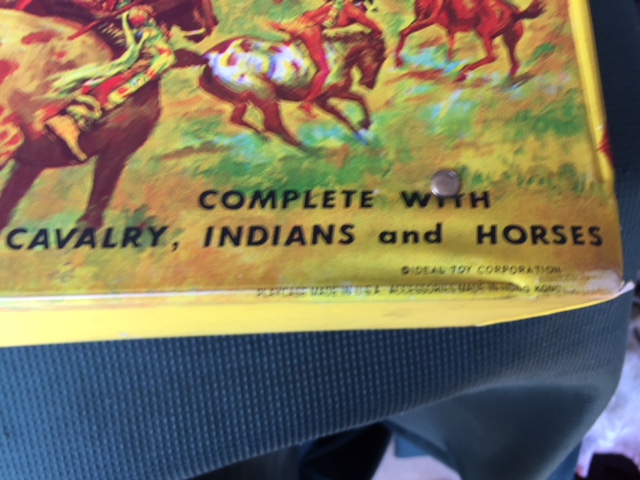 COMPLETE WITH
CAVALRY, INDIANS and HORSES
©IDEAL TOY CORPORATION
PLAYCASE MADE IN U.S.A. ACCESSORIES MADE IN HONG KONG